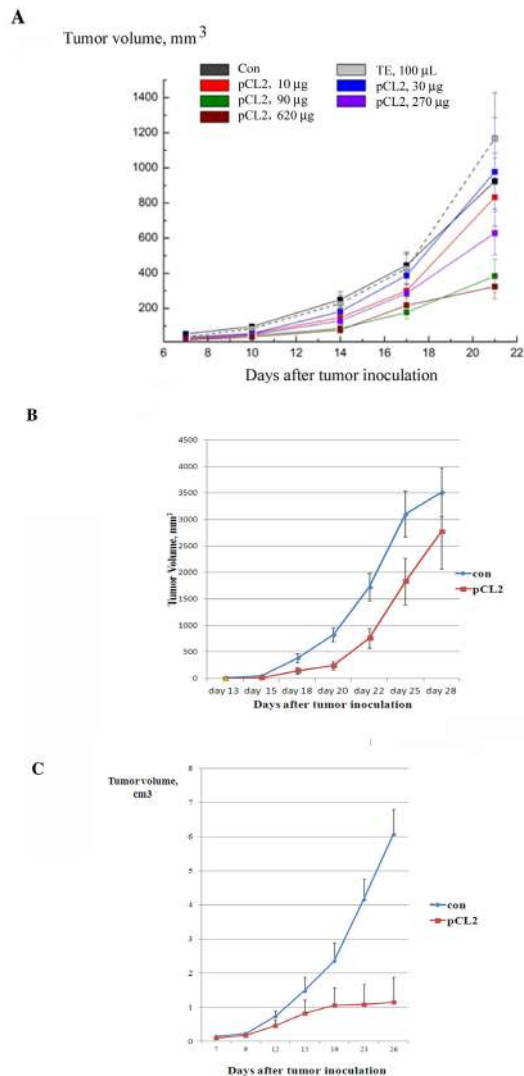 A
Tumor volume, mm 3
Con
TE, 100 µL
pCL2, 10 µg
pCL2, 30 µg
pCL2, 90 µg
pCL2, 270 µg
pCL2, 620 µg
1400
1200
1000
800
600
400
200
6 8 10 12 14 16 18 20 22
Days after tumor inoculation
B
4500
4000
3500
3000
2500
2000
1500
1000
500
0
Tumor Volume, mm3
con
pCL2
day 13 day 15 day 18 day 20 day 22 day 25 day 28
Days after tumor inoculation
C
Tumor volume,
cm3
8
7
6
5
4
3
2
1
0
con
pCL2
7 9 12 15 19 23 26
Days after tumor inoculation